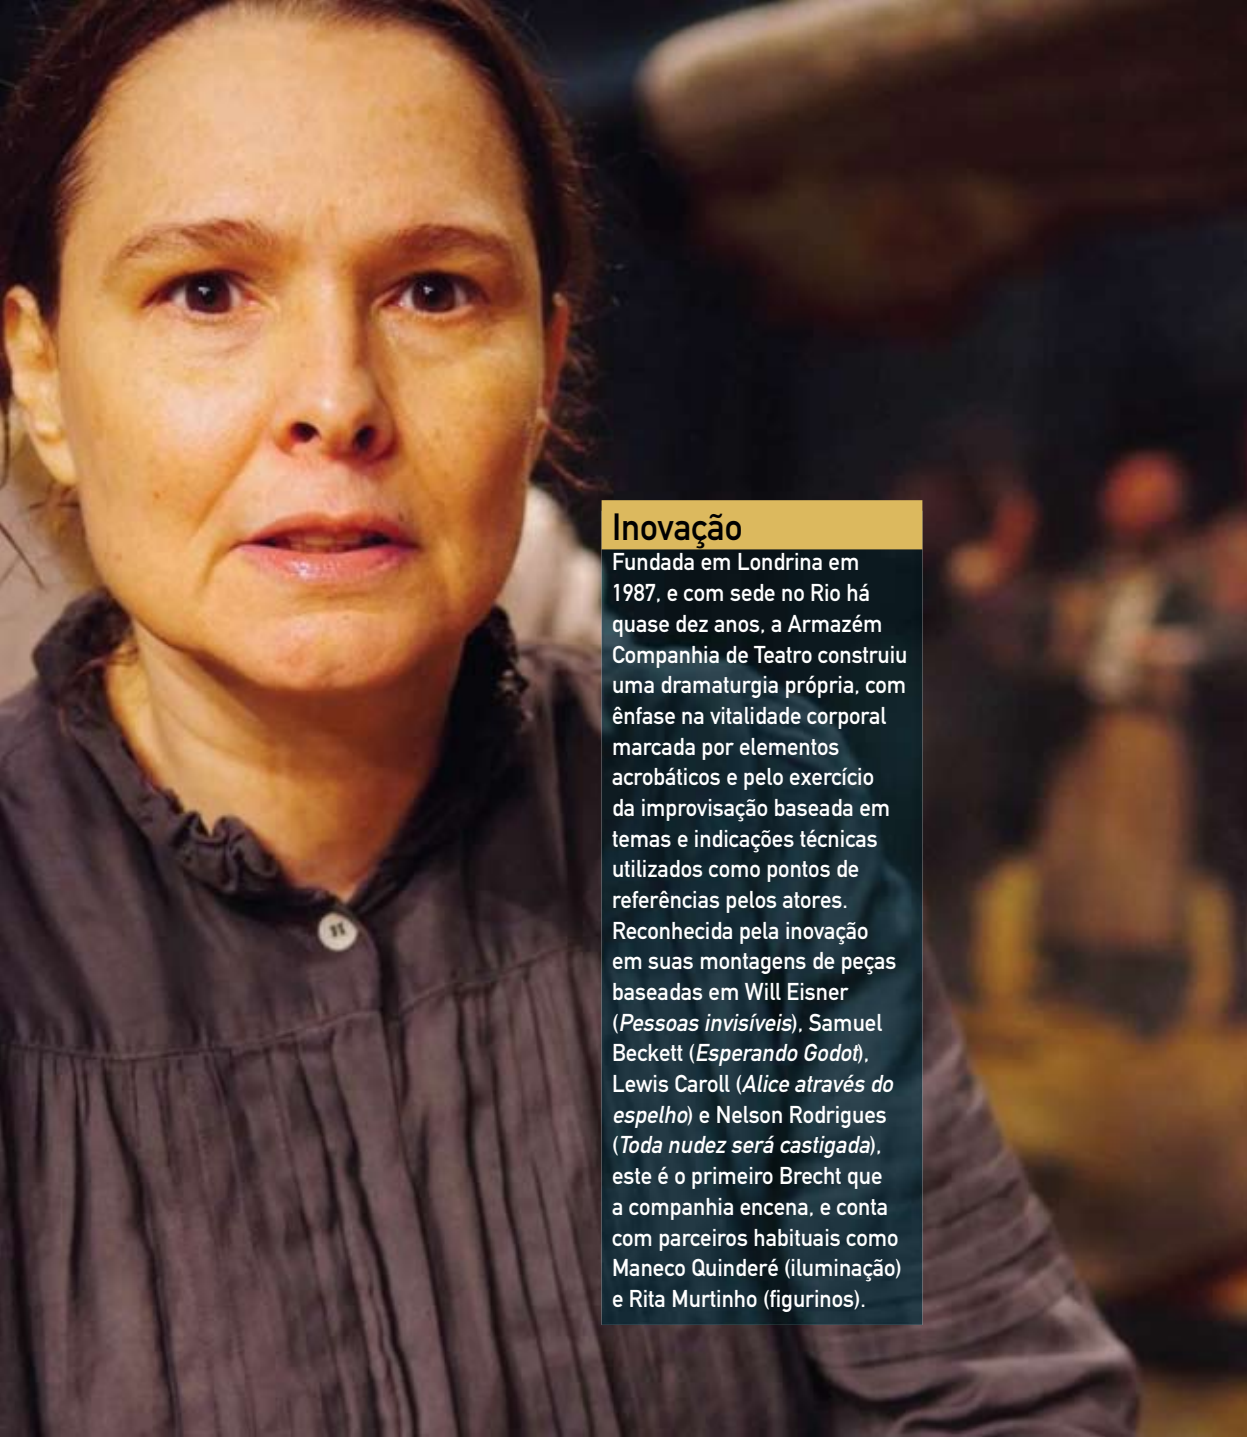 Inovação
Fundada em Londrina em
1987, e com sede no Rio há
quase dez anos, a Armazém
Companhia de Teatro construiu
uma dramaturgia própria, com
ênfase na vitalidade corporal
marcada por elementos
acrobáticos e pelo exercício
da improvisação baseada em
temas e indicações técnicas
utilizados como pontos de
referências pelos atores.
Reconhecida pela inovação
em suas montagens de peças
baseadas em Will Eisner
(Pessoas invisíveis), Samuel
Beckett (Esperando Godot),
Lewis Caroll (Alice através do
espelho) e Nelson Rodrigues
(Toda nudez será castigada),
este é o primeiro Brecht que
a companhia encena, e conta
com parceiros habituais como
Maneco Quinderé (iluminação)
e Rita Murtinho (figurinos).